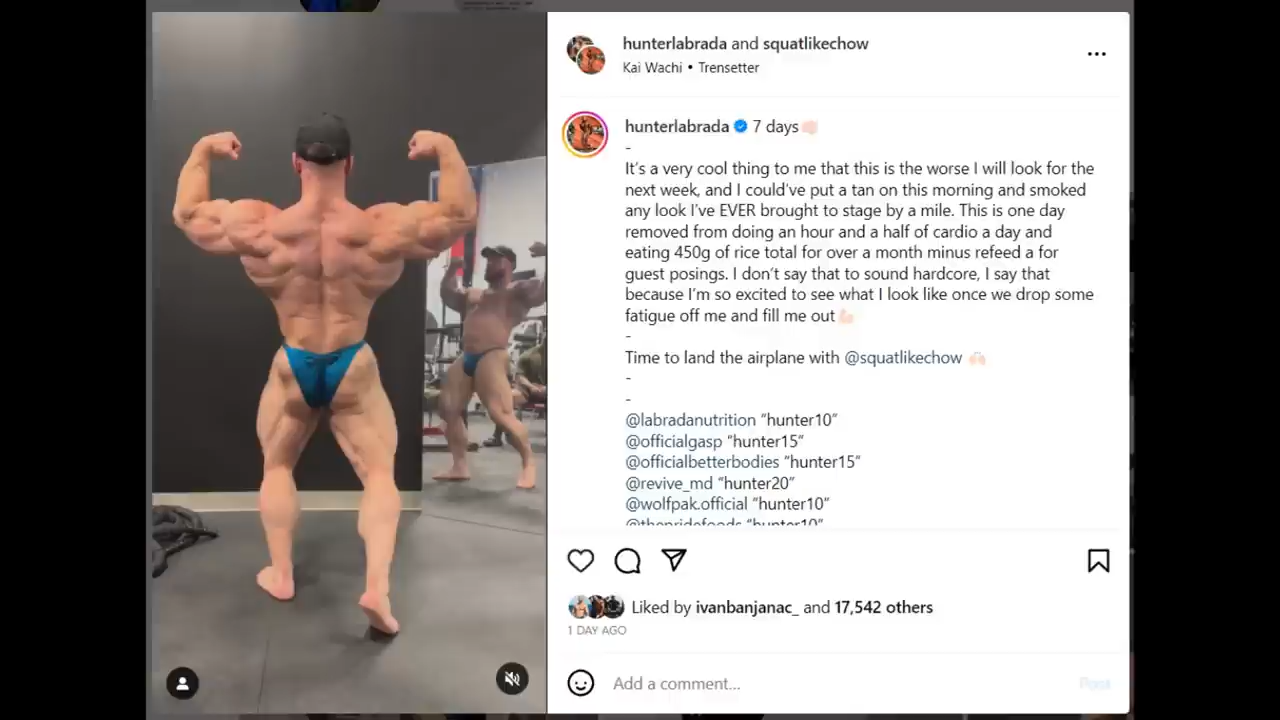 hunterlabrada and squatlikechow
Kai Wachi • Trensetter
hunterlabrada 7 days
-
It's a very cool thing to me that this is the worse I will look for the
next week, and I could've put a tan on this morning and smoked
any look I've EVER brought to stage by a mile. This is one day
removed from doing an hour and a half of cardio a day and
eating 450g of rice total for over a month minus refeed a for
guest posings. I don't say that to sound hardcore, I say that
because I'm so excited to see what I look like once we drop some
fatigue off me and fill me out
-
Time to land the airplane with @squatlikechow
-
-
@labradanutrition "hunter10"
@officialgasp "hunter15"
@officialbetterbodies "hunter15"
@revive_md "hunter20"
@wolfpak.official "hunter10"
@thepridefoods "hunter10"
Liked by ivanbanjanac_ and 17,542 others
1 DAY AGO
Add a comment...
Post